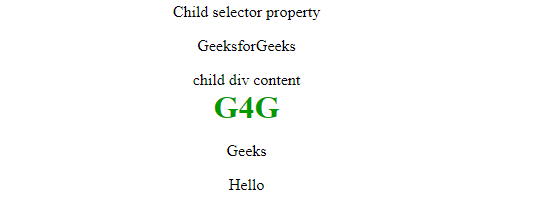 Child selector property
GeeksforGeeks
child div content
G4G
Geeks
Hello